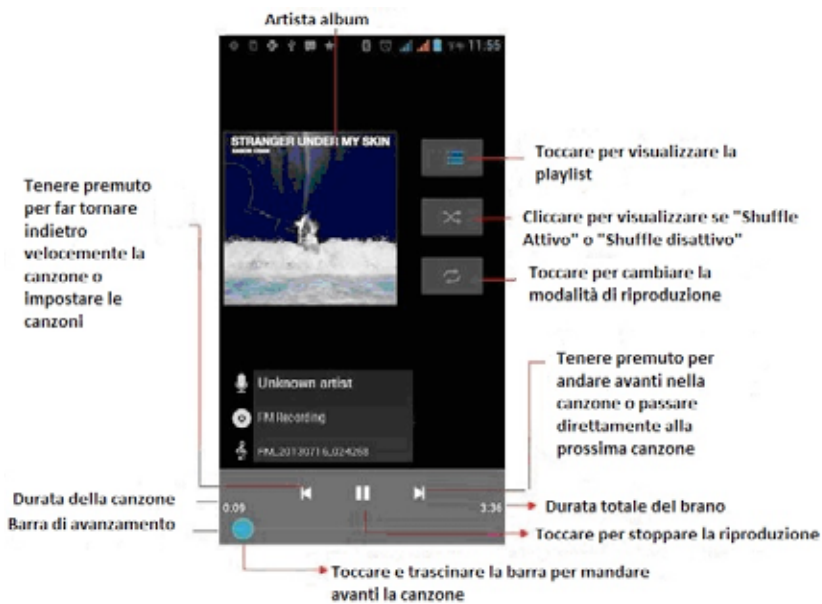 Artista album
11:55
STRANGER UNDER MY SKIN
Toccare per visualizzare la
playlist
Cliccare per visualizzare se "Shuffle
Attivo" o "Shuffle disattivo"
Toccare per cambiare la
modalità di riproduzione
Tenere premuto
per far tornare
indietro
velocemente la
canzone o
impostare le
canzoni
Tenere premuto per
andare avanti nella
canzone o passare
direttamente alla
prossima canzone
Unknown artist
FM Recording
Durata della canzone
0:09
3:36
Durata totale del brano
Barra di avanzamento
Toccare per stoppare la riproduzione
Toccare e trascinare la barra per mandare
avanti la canzone